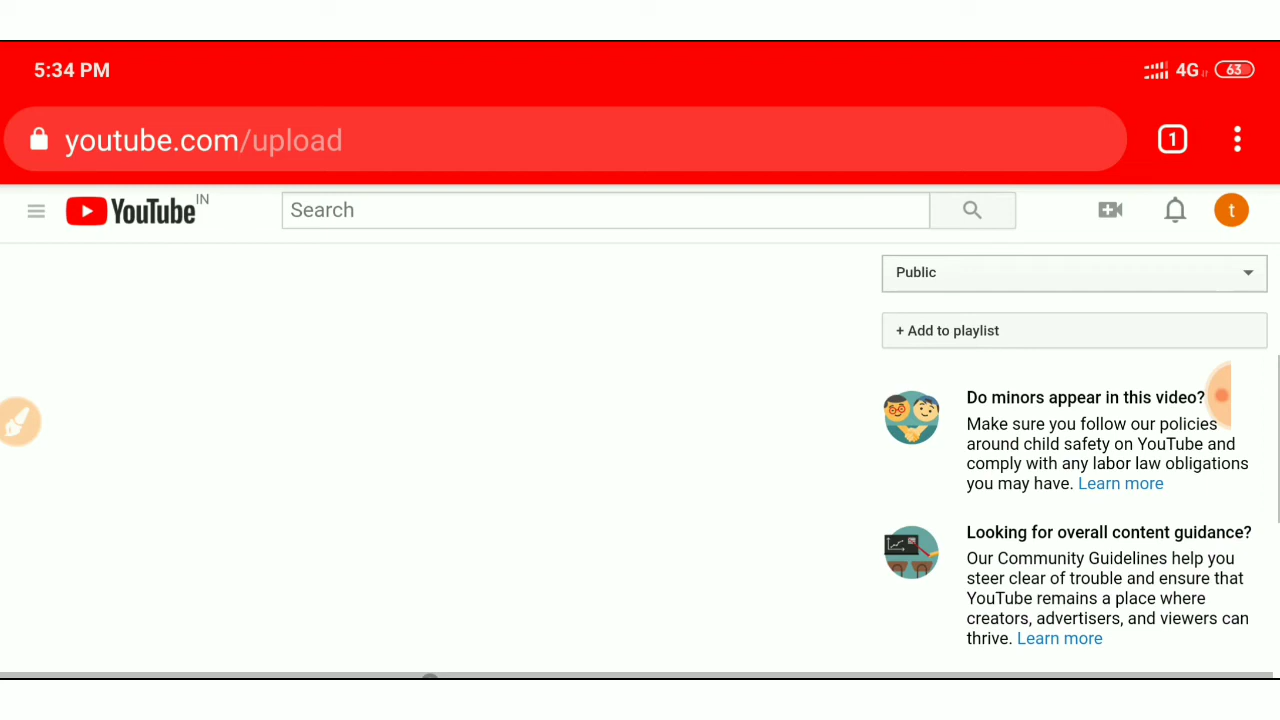 5:34 PM
4G
63
youtube.com/upload
1
YouTube IN
Search
t
Public
+ Add to playlist
Do minors appear in this video?
Make sure you follow our policies
around child safety on YouTube and
comply with any labor law obligations
you may have. Learn more
Looking for overall content guidance?
Our Community Guidelines help you
steer clear of trouble and ensure that
YouTube remains a place where
creators, advertisers, and viewers can
thrive. Learn more